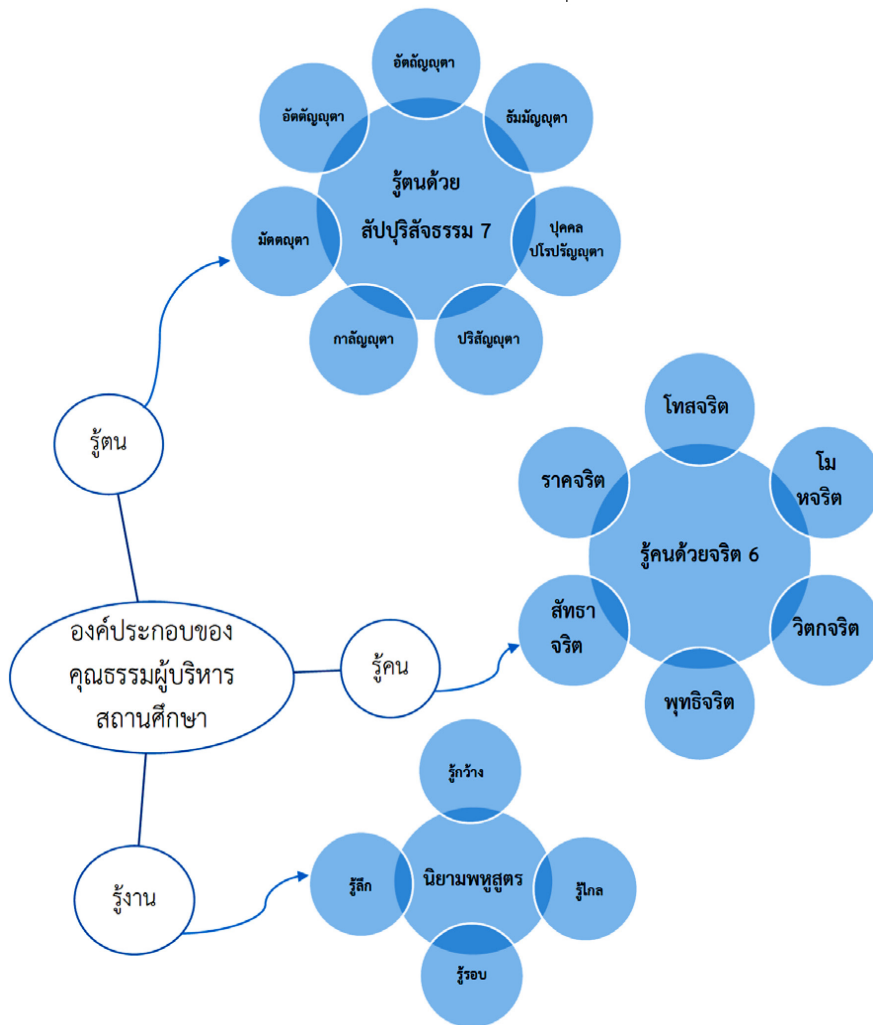 อัตถัญญุตา
อัตตัญญุตา
ธัมมัญญุตา
รู้ตนด้วย
สัปปุริสัจธรรม 7
มัตตญุตา
ปุคคล
ปโรปรัญญุตา
กาลัญญุตา
ปริสัญญุตา
รู้ตน
โทสจริต
ราคจริต
โม
หจริต
รู้คนด้วยจริต 6
สัทธา
จริต
วิตกจริต
พุทธิจริต
องค์ประกอบของ
คุณธรรมผู้บริหาร
สถานศึกษา
รู้คน
รู้กว้าง
รู้ลึก
นิยามพหูสูตร
รู้ไกล
รู้รอบ
รู้งาน